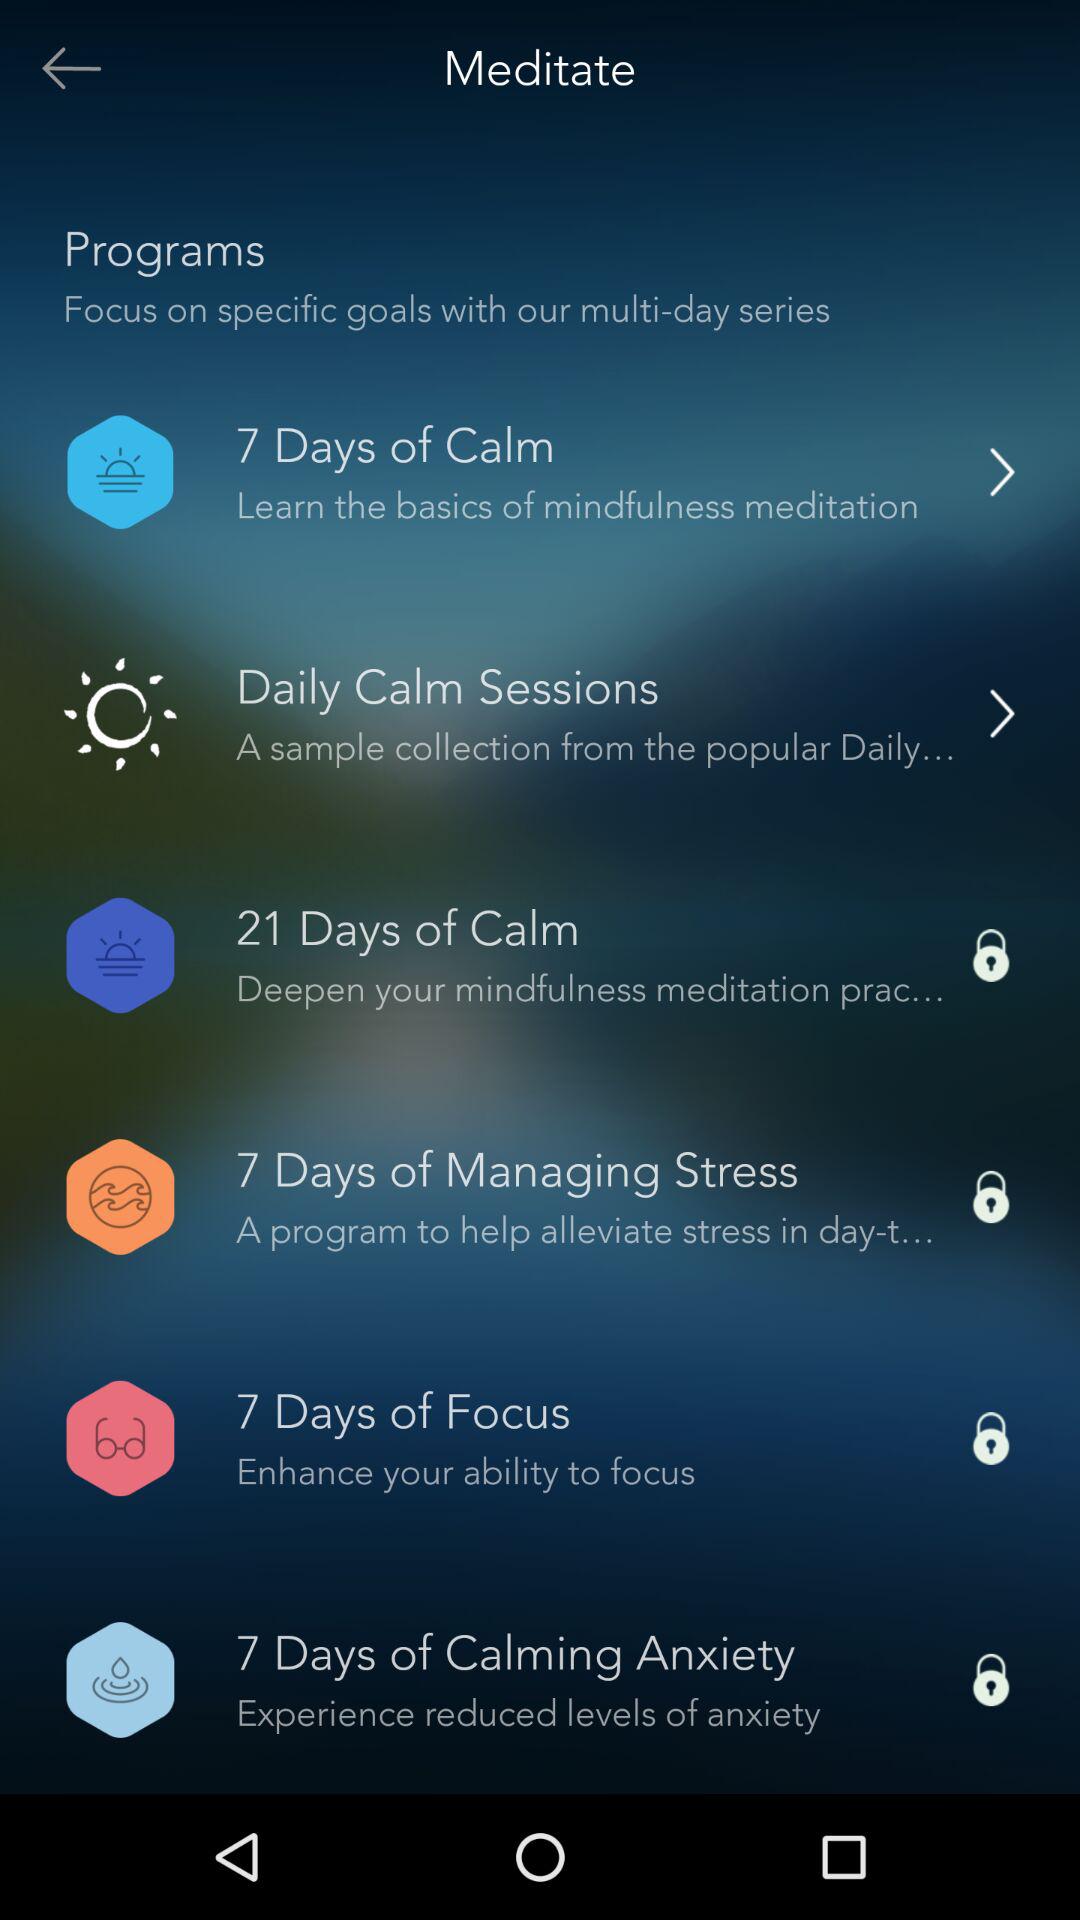 Meditate
Programs
Focus on specific goals with our multi-day series
7 Days of Calm
Learn the basics of mindfulness meditation
Daily Calm Sessions
A sample collection from the popular Daily...
21 Days of Calm
Deepen your mindfulness meditation prac...
7 Days of Managing Stress
A program to help alleviate stress in day-t...
7 Days of Focus
Enhance your ability to focus
7 Days of Calming Anxiety
Experience reduced levels of anxiety